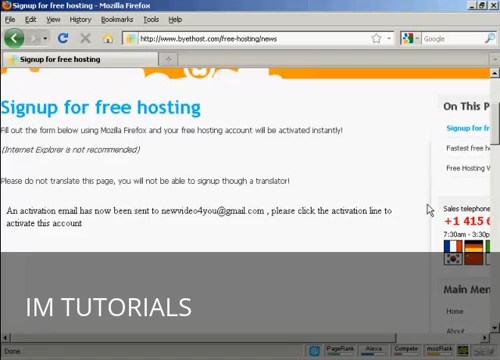 Signup for free hosting - Mozilla Firefox
File Edit View History Bookmarks Tools Help
http://www.byethost.com/free-hosting/news
Google
Signup for free hosting
Signup for free hosting
On This P
Fill out the form below using Mozilla Firefox and your free hosting account will be activated instantly!
Signup for fr
(Internet Explorer is not recommended)
Fastest free h
Free Hosting V
Please do not translate this page, you will not be able to signup though a translator!
An activation email has now been sent to newvideo4you@gmail.com , please click the activation line to
activate this account
Sales telephone
+1 415 6
7:30am - 3:30p
IM TUTORIALS
Main Menu
Home
About
Done
PageRank Alexa Compete mozRank